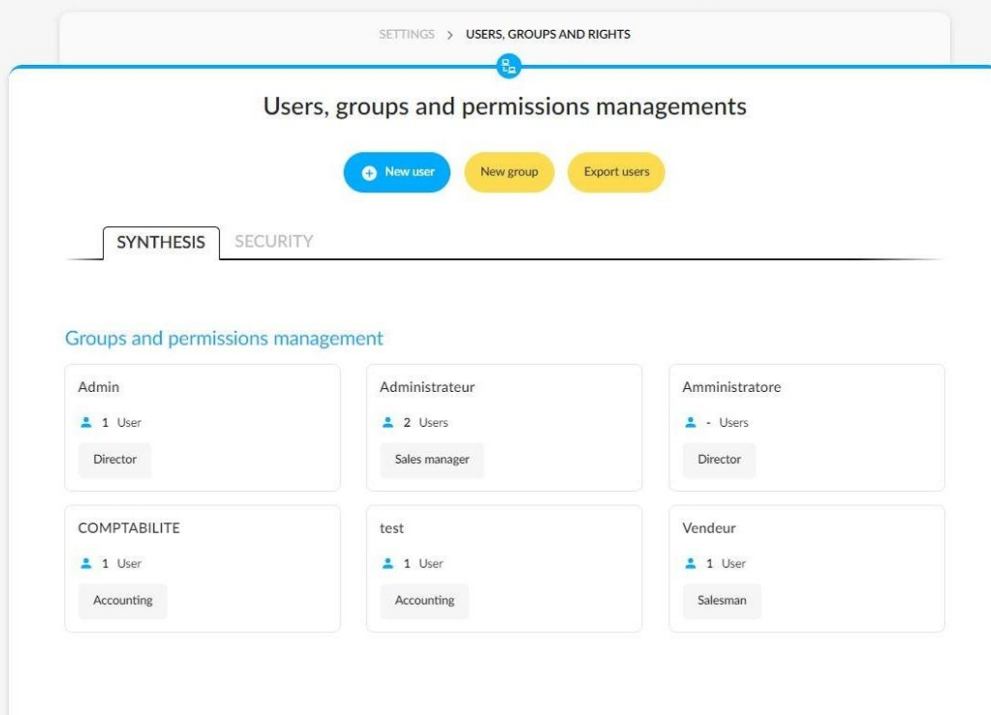 SETTINGS > USERS, GROUPS AND RIGHTS
Users, groups and permissions managements
New user New group Export users
SYNTHESIS SECURITY
Groups and permissions management
Admin Administrateur Amministratore
1 User 2 Users - Users
Director Sales manager Director
COMPTABILITE test Vendeur
1 User 1 User 1 User
Accounting Accounting Salesman